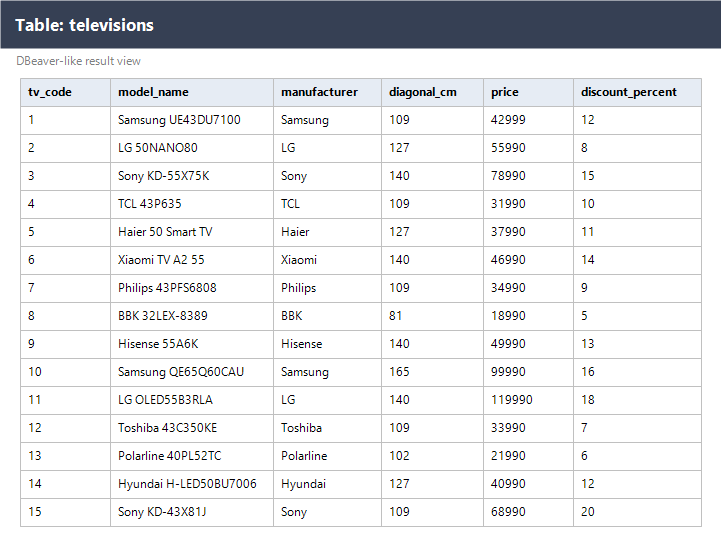 Table: televisions
DBeaver-like result view
tv_code model_name manufacturer diagonal_cm price discount_percent
1 Samsung UE43DU7100 Samsung 109 42999 12
2 LG 50NANO80 LG 127 55990 8
3 Sony KD-55X75K Sony 140 78990 15
4 TCL 43P635 TCL 109 31990 10
5 Haier 50 Smart TV Haier 127 37990 11
6 Xiaomi TV A2 55 Xiaomi 140 46990 14
7 Philips 43PFS6808 Philips 109 34990 9
8 BBK 32LEX-8389 BBK 81 18990 5
9 Hisense 55A6K Hisense 140 49990 13
10 Samsung QE65Q60CAU Samsung 165 99990 16
11 LG OLED55B3RLA LG 140 119990 18
12 Toshiba 43C350KE Toshiba 109 33990 7
13 Polarline 40PL52TC Polarline 102 21990 6
14 Hyundai H-LED50BU7006 Hyundai 127 40990 12
15 Sony KD-43X81J Sony 109 68990 20